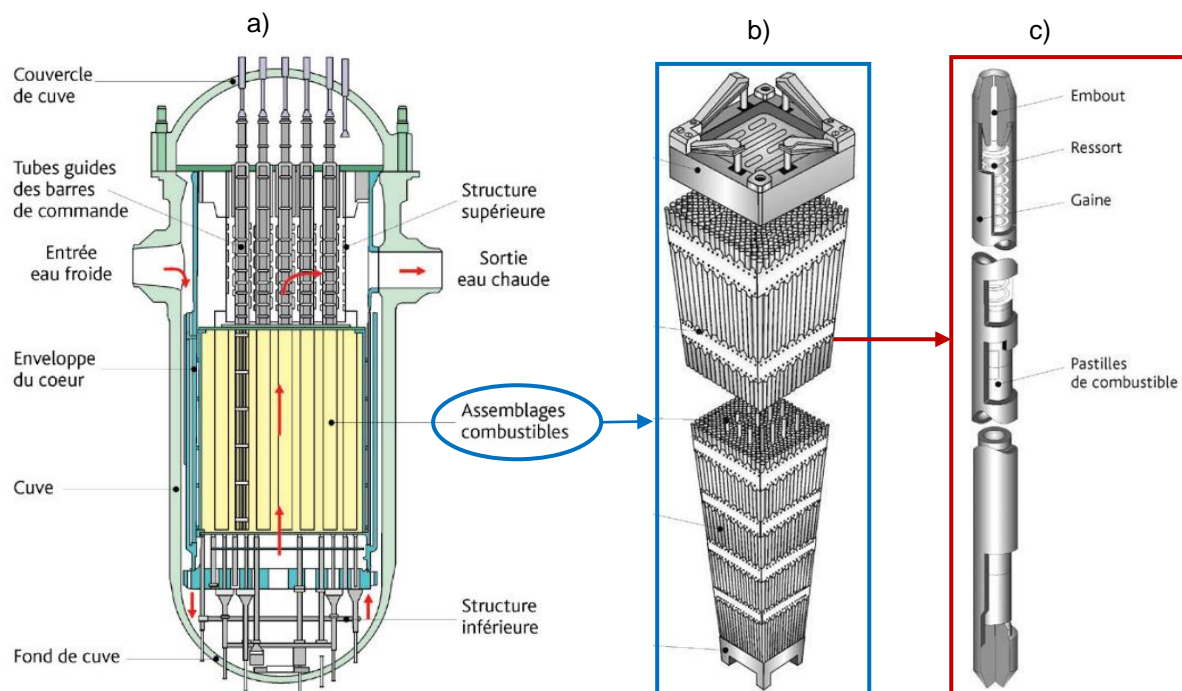 a)
b)
c)
Couvercle
de cuve
Tubes guides
des barres
de commande
Structure
supérieure
Entrée
eau froide
Sortie
eau chaude
Enveloppe
du coeur
Assemblages
combustibles
Cuve
Structure
inférieure
Fond de cuve
Embout
Ressort
Gaine
Pastilles
de combustible